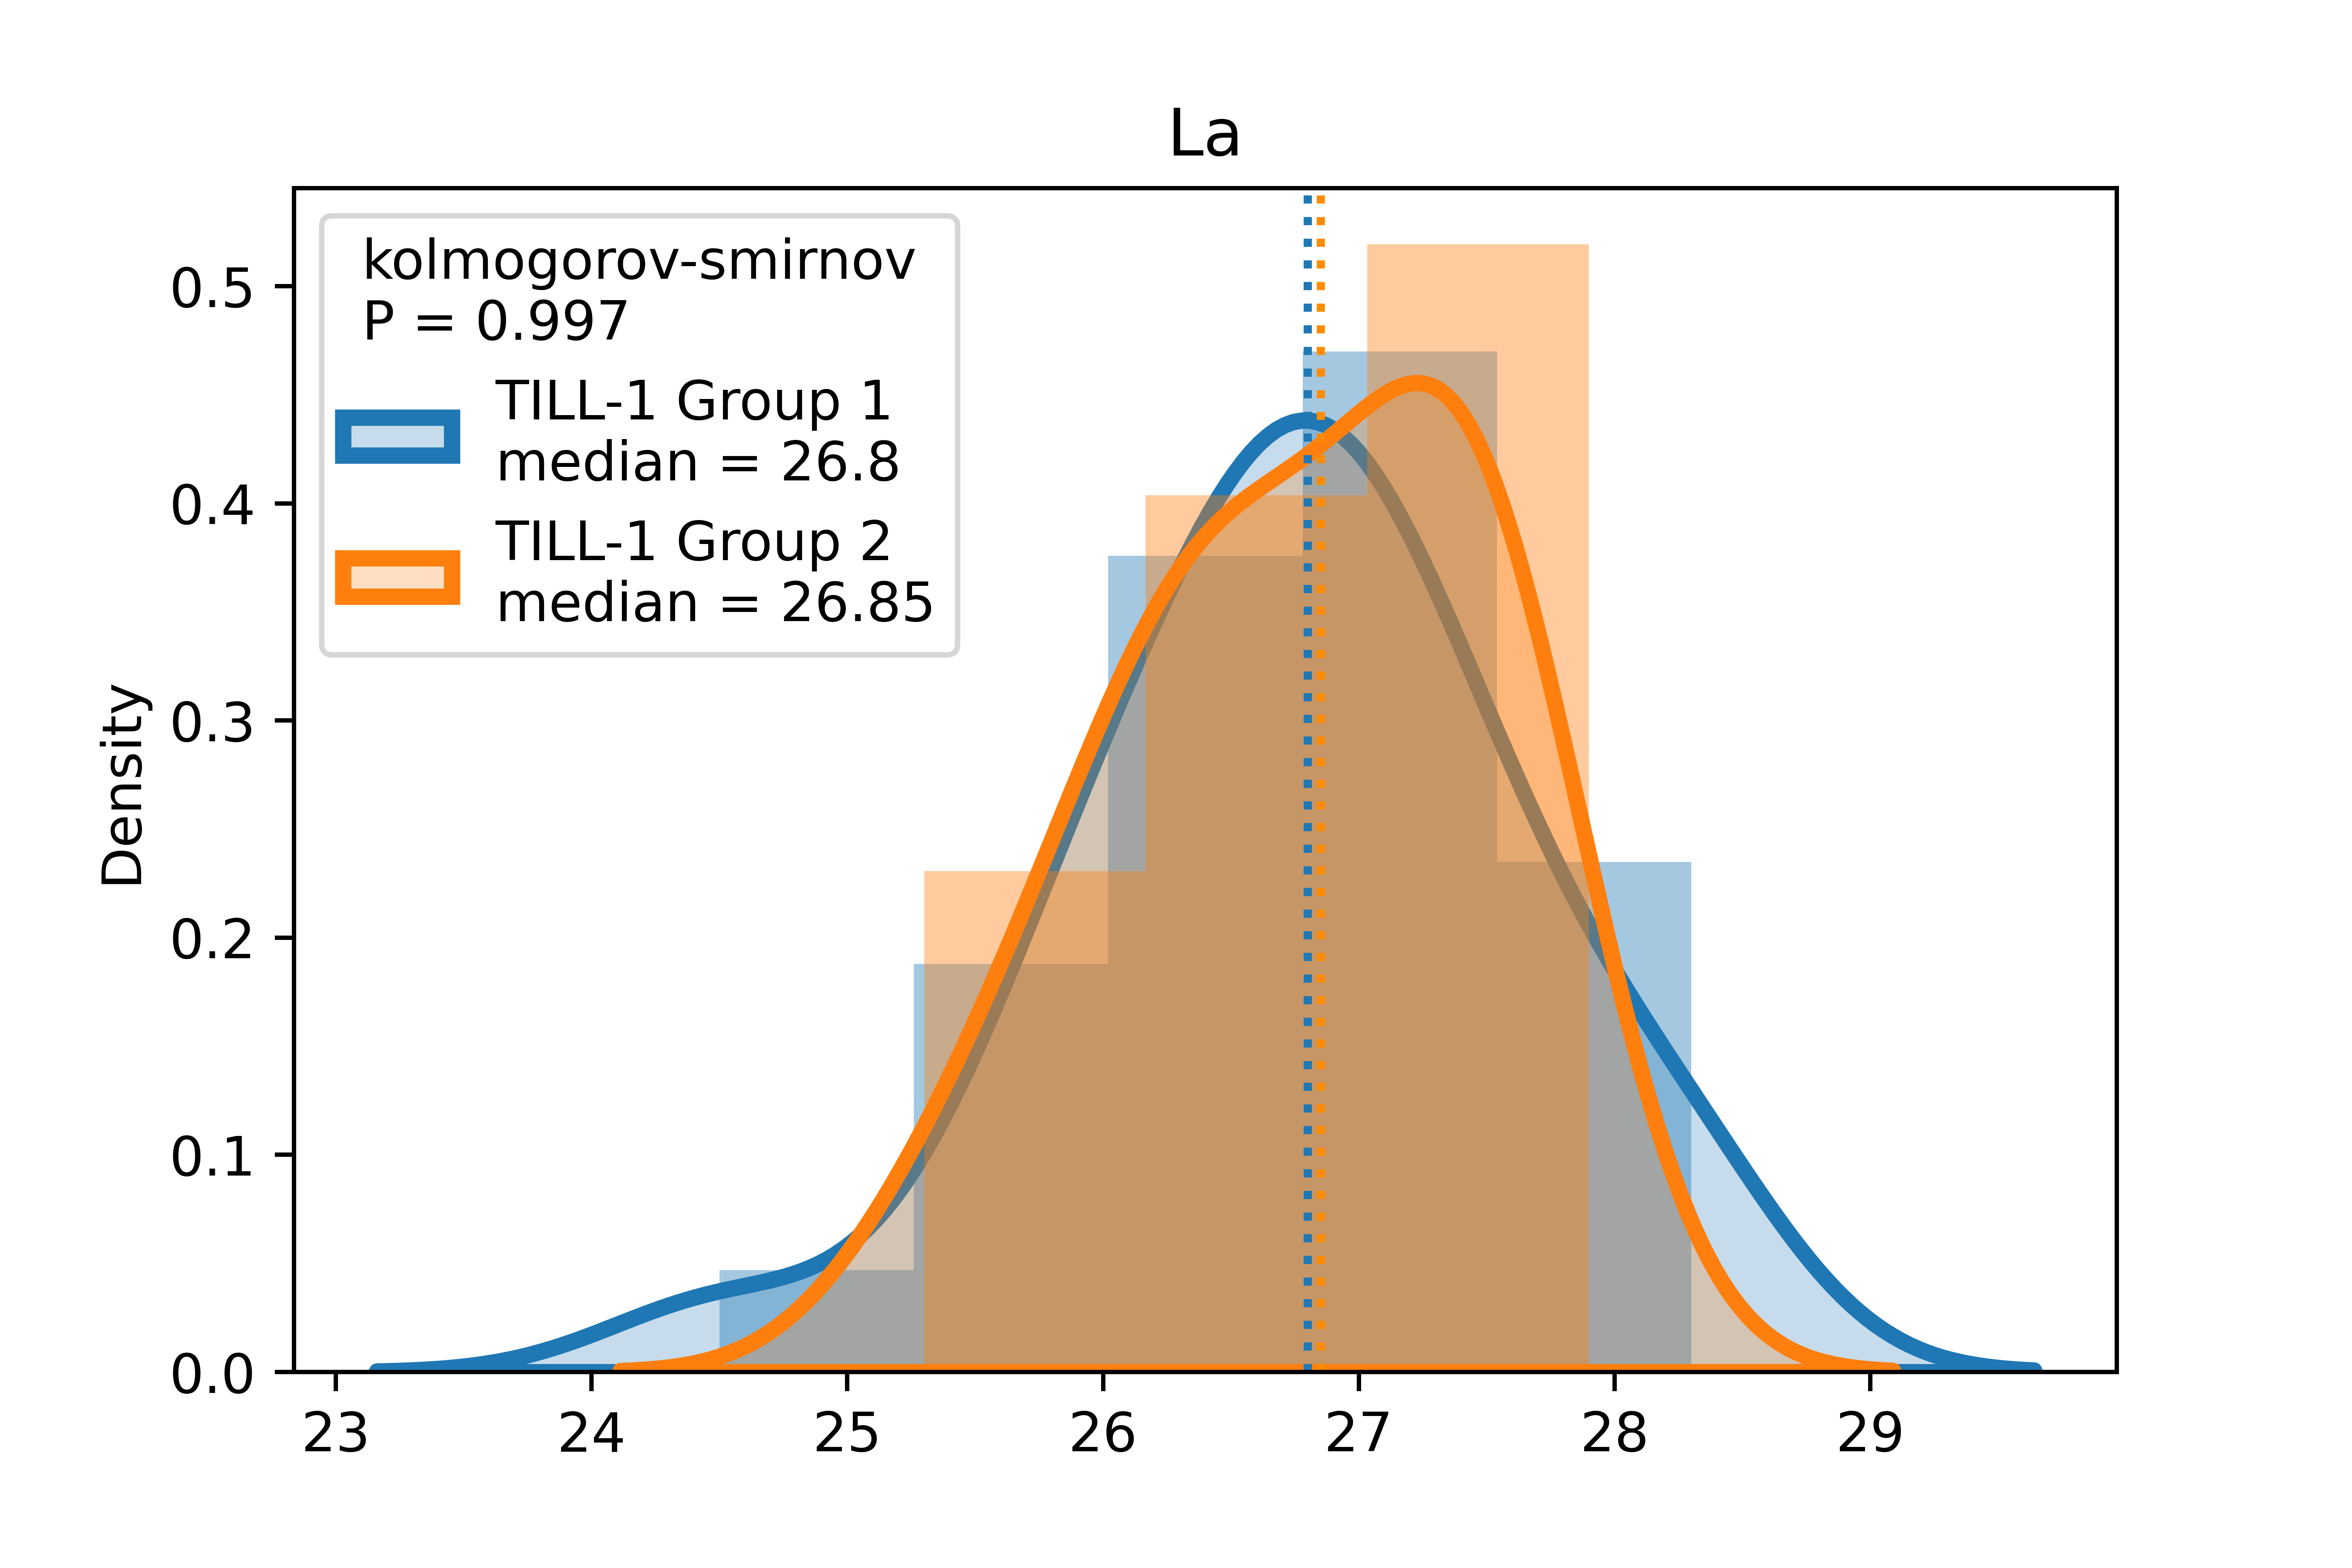 La
kolmogorov-smirnov
P = 0.997
TILL-1 Group 1
median = 26.8
TILL-1 Group 2
median = 26.85
Density
0.5
0.4
0.3
0.2
0.1
0.0
23 24 25 26 27 28 29